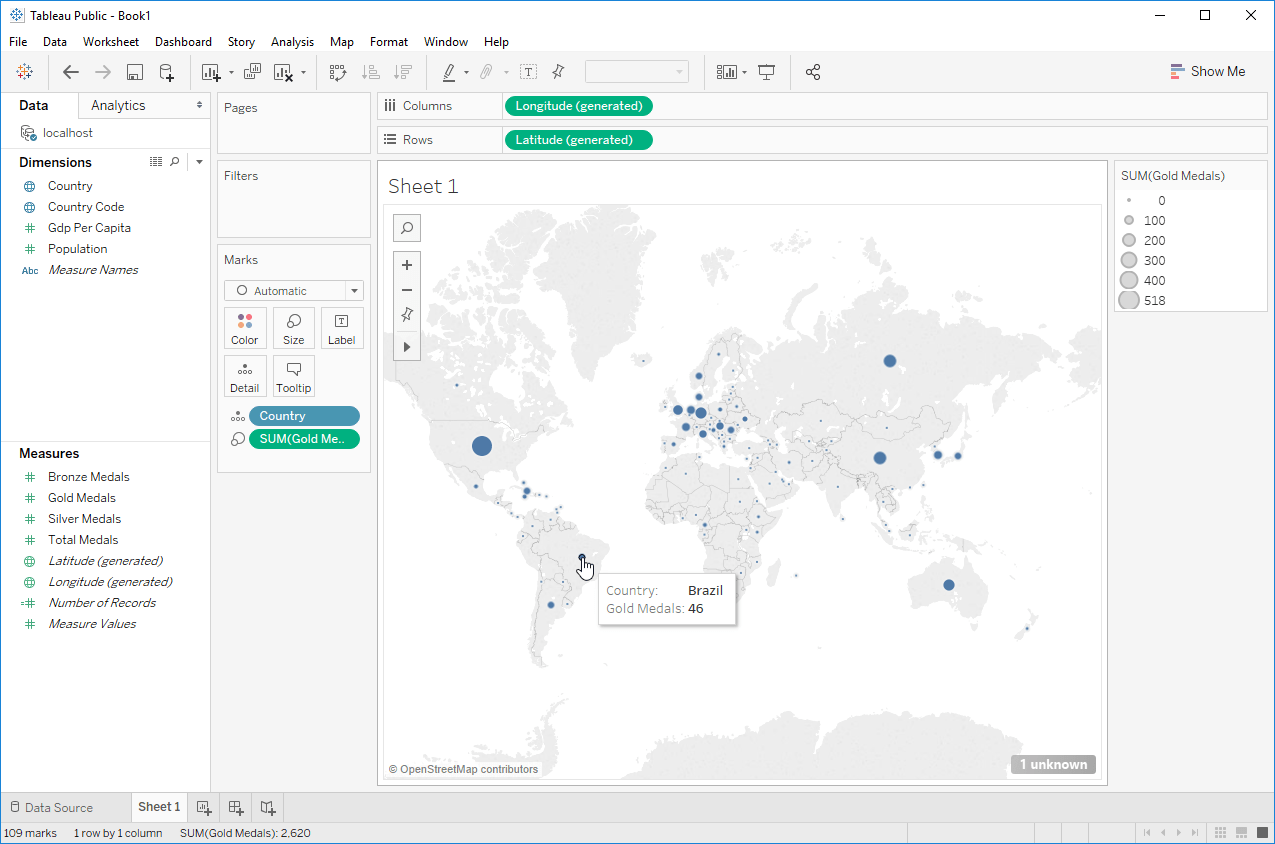 Tableau Public - Book1
File Data Worksheet Dashboard Story Analysis Map Format Window Help
Show Me
Data Analytics
localhost
Dimensions
Country
Country Code
Gdp Per Capita
Population
Abc Measure Names
Measures
Bronze Medals
Gold Medals
Silver Medals
Total Medals
Latitude (generated)
Longitude (generated)
Number of Records
Measure Values
Pages
Filters
Marks
Automatic
Color Size Label
Detail Tooltip
Country
SUM(Gold Me..
Columns Longitude (generated)
Rows Latitude (generated)
Sheet 1
Country: Brazil
Gold Medals: 46
© OpenStreetMap contributors
1 unknown
SUM(Gold Medals)
0
100
200
300
400
518
Data Source Sheet 1
109 marks 1 row by 1 column SUM(Gold Medals): 2,620